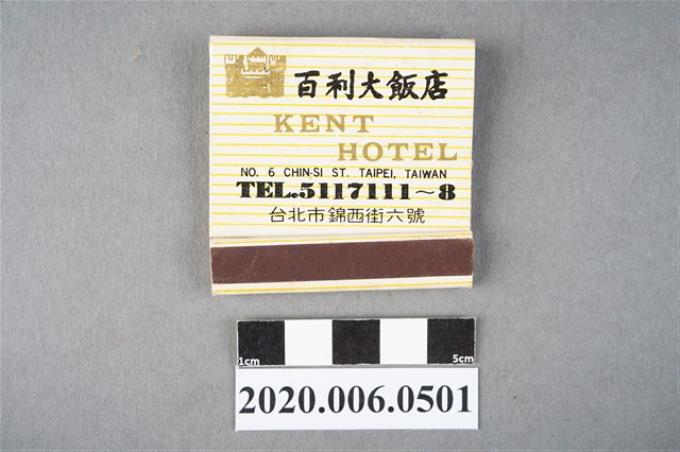 百利大飯店
KENT
HOTEL
NO. 6 CHIN-SI ST. TAIPEI, TAIWAN
TEL.5117111~8
台北市錦西街六號
1cm 5cm
2020.006.0501